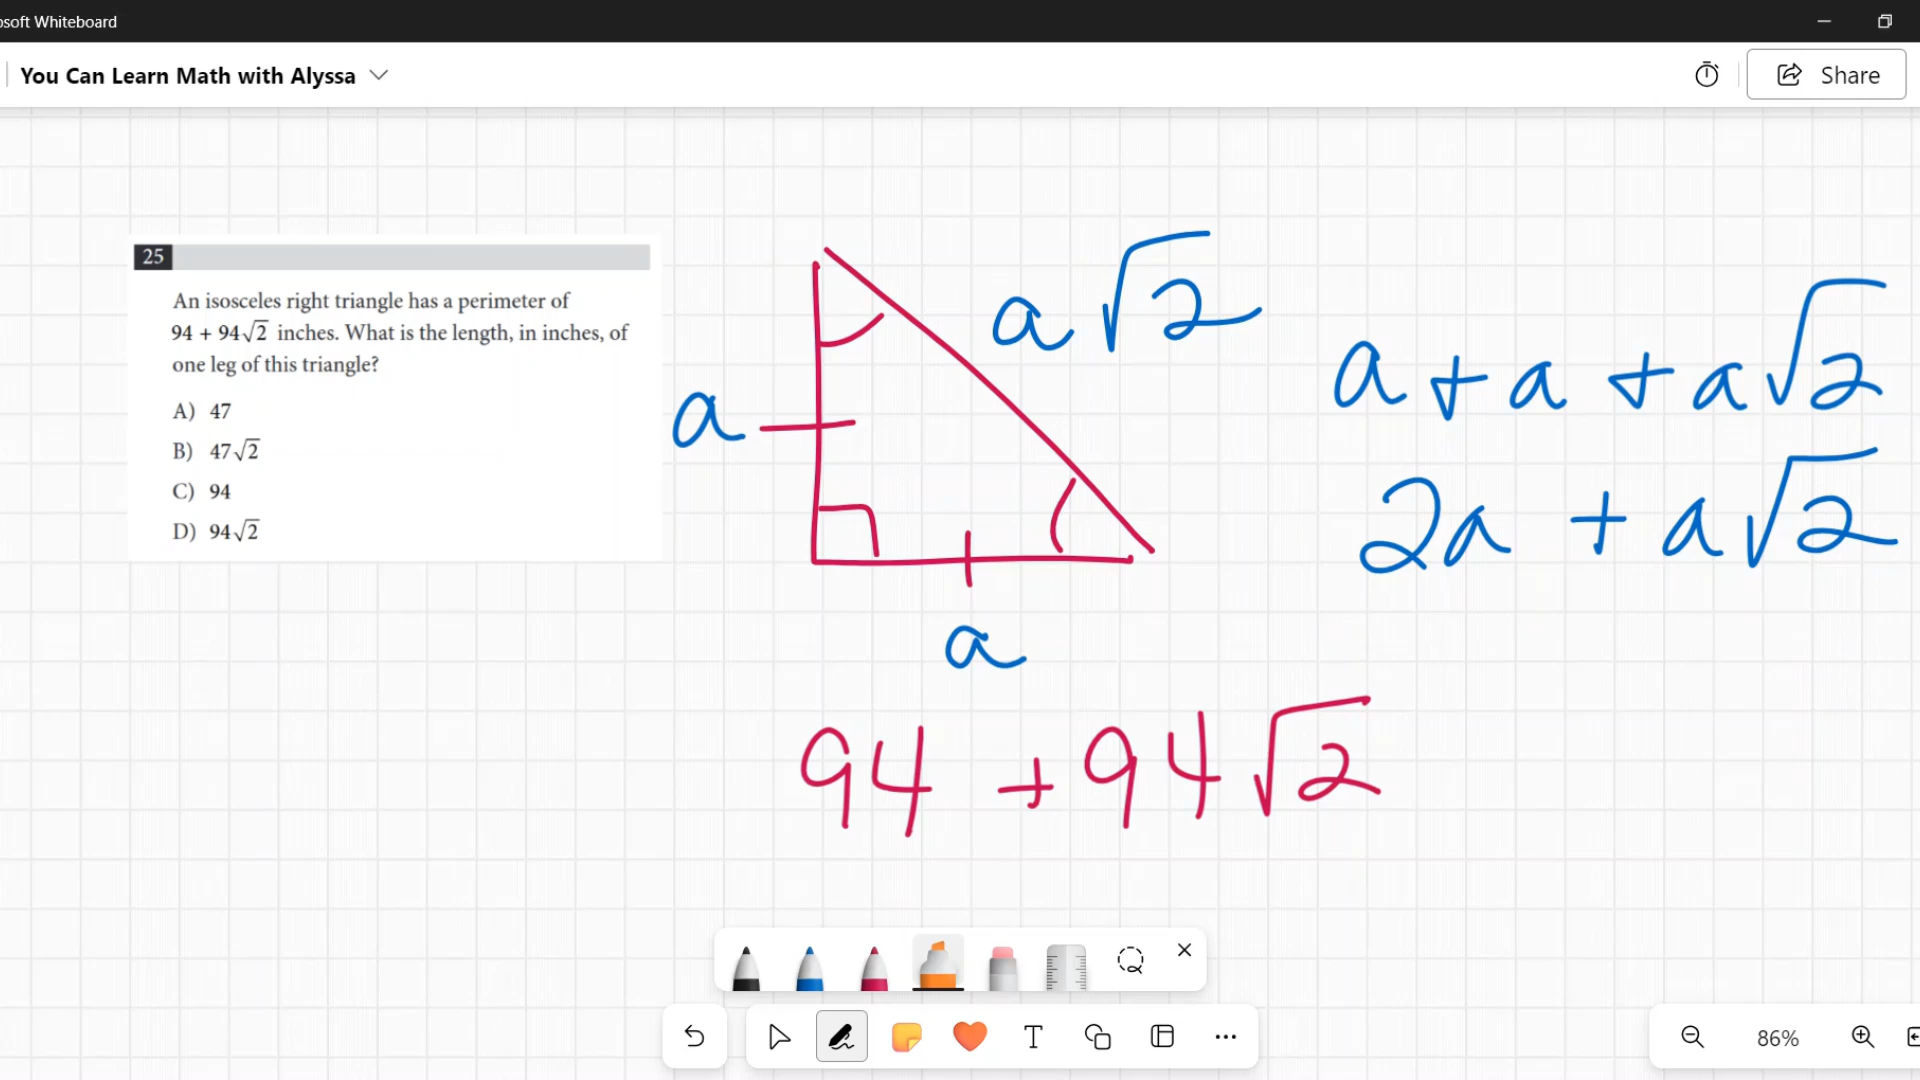 osoft Whiteboard
You Can Learn Math with Alyssa
Share
25
An isosceles right triangle has a perimeter of
94 + 94√2 inches. What is the length, in inches, of
one leg of this triangle?
A) 47
B) 47√2
C) 94
D) 94√2
a√2
a
a
a + a + a√2
2a + a√2
94 + 94√2
T
86%